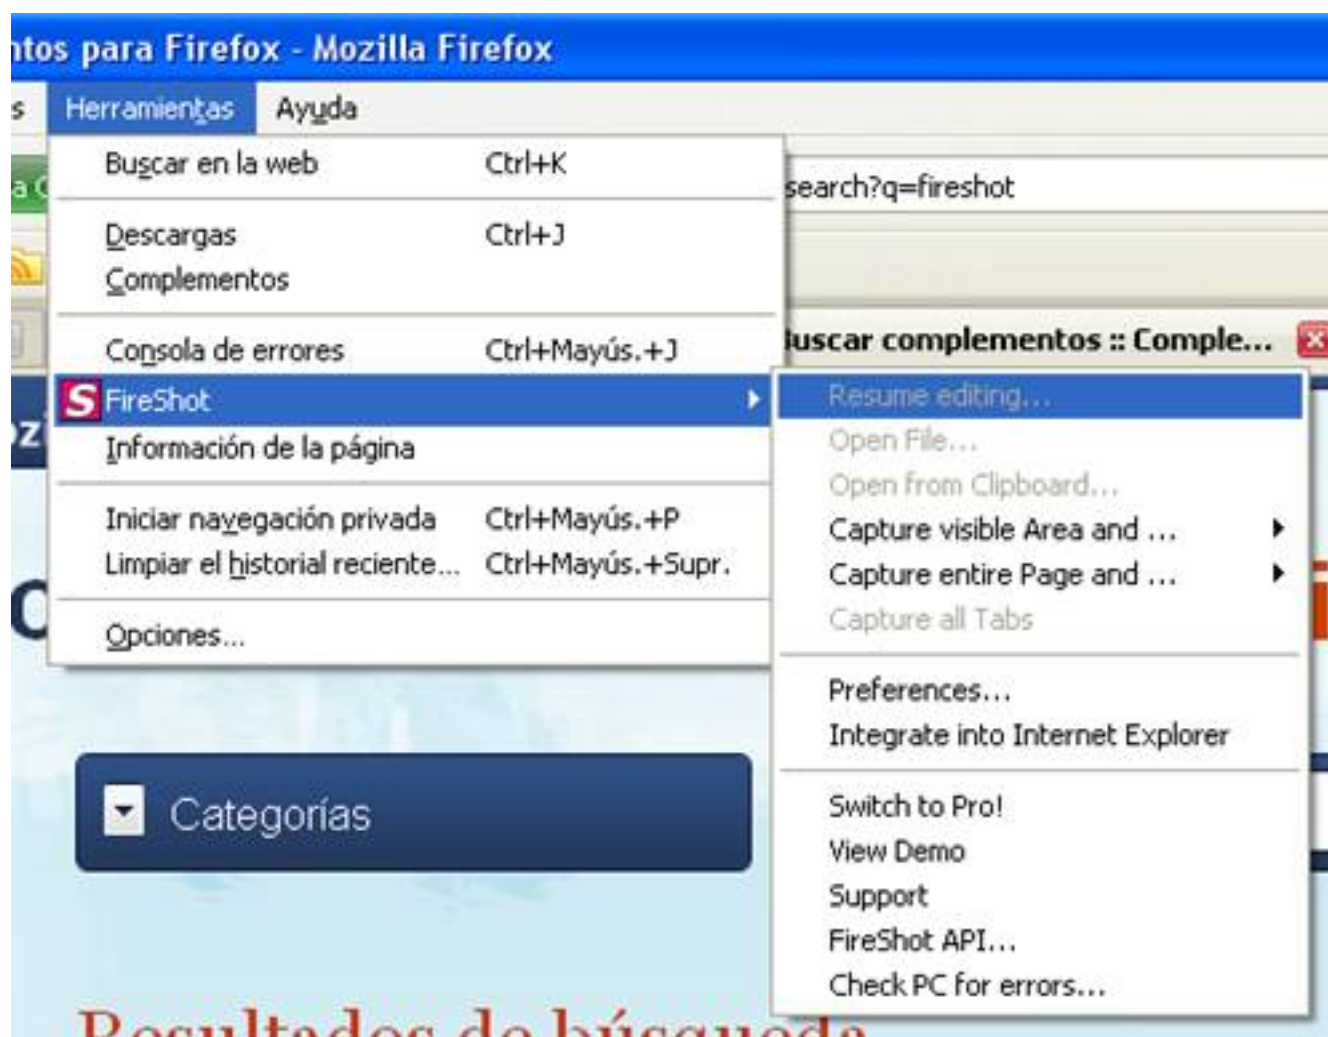 para Firefox - Mozilla Firefox
Herramientas Ayuda
Buscar en la web Ctrl+K
search?q=fireshot
Descargas Ctrl+J
Complementos
Consola de errores Ctrl+Mayús.+J
complementos :: Comple...
FireShot
Información de la página
Iniciar navegación privada Ctrl+Mayús.+P
Limpiar el historial reciente... Ctrl+Mayús.+Supr.
Opciones...
Resume editing...
Open File...
Open from Clipboard...
Capture visible Area and ...
Capture entire Page and ...
Capture all Tabs
Preferences...
Integrate into Internet Explorer
Switch to Pro!
View Demo
Support
FireShot API...
Check PC for errors...
Categorías
Resultados de búsqueda